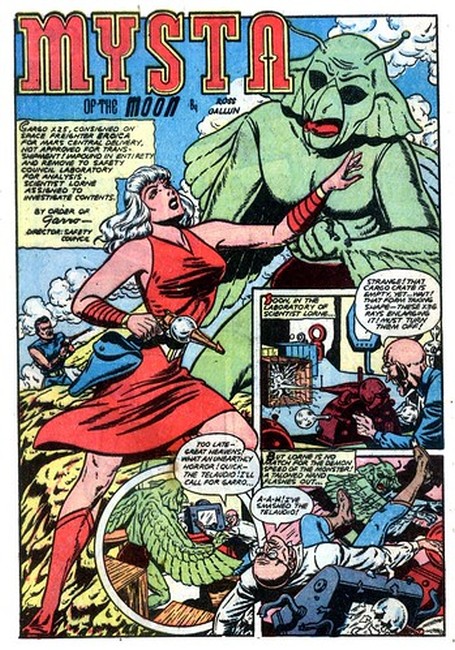 MYSTA
OF THE MOON By ROSS
GALLUN
CARGO X25, CONSIGNED ON
SPACE FREIGHTER EROICA
FOR MARS CENTRAL DELIVERY,
NOT APPROVED FOR TRANS-
SHIPMENT! IMPOUND IN ENTIRETY
AND REMOVE TO SAFETY
COUNCIL LABORATORY
FOR ANALYSIS.
SCIENTIST LORNE
ASSIGNED TO
INVESTIGATE CONTENTS.
BY ORDER OF
Garro—
DIRECTOR: SAFETY
COUNCIL
SOON, IN THE
LABORATORY OF
SCIENTIST LORNE...
STRANGE! THAT
CARGO CRATE IS
EMPTY, YET—WAIT!
THAT FORM TAKING
SHAPE—THESE X36
RAYS ENLARGING
IT! MUST TURN
THEM OFF!
TOO LATE—
GREAT HEAVENS!
WHAT AN UNEARTHLY
HORROR! QUICK—
THE TELAUDIO! I'LL
CALL FOR GARRO...
BUT LORNE IS NO
MATCH FOR THE DEMON
SPEED OF THE MONSTER!
A TALONED HAND
FLASHES OUT...
A-A-H! I'VE
SMASHED THE
TELAUDIO!